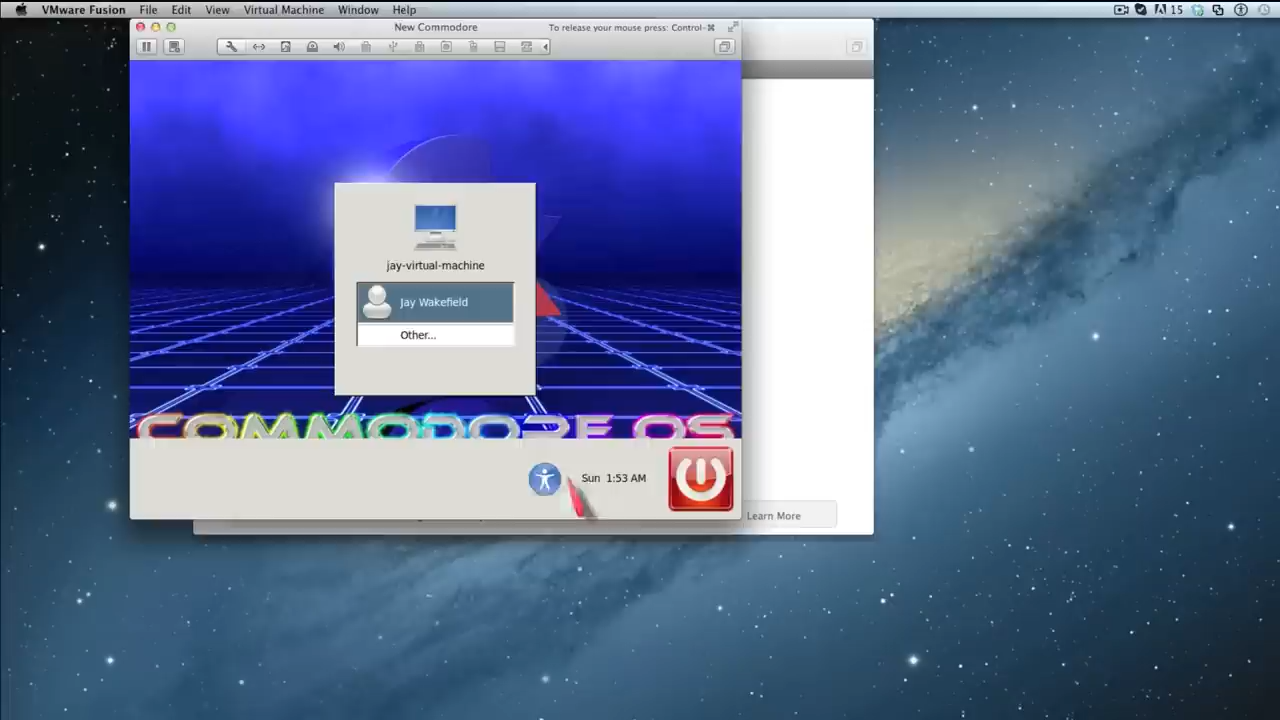 VMware Fusion File Edit View Virtual Machine Window Help 15
New Commodore To release your mouse press: Control-⌘
jay-virtual-machine
Jay Wakefield
Other...
COMMODORE OS
Sun 1:53 AM
Learn More